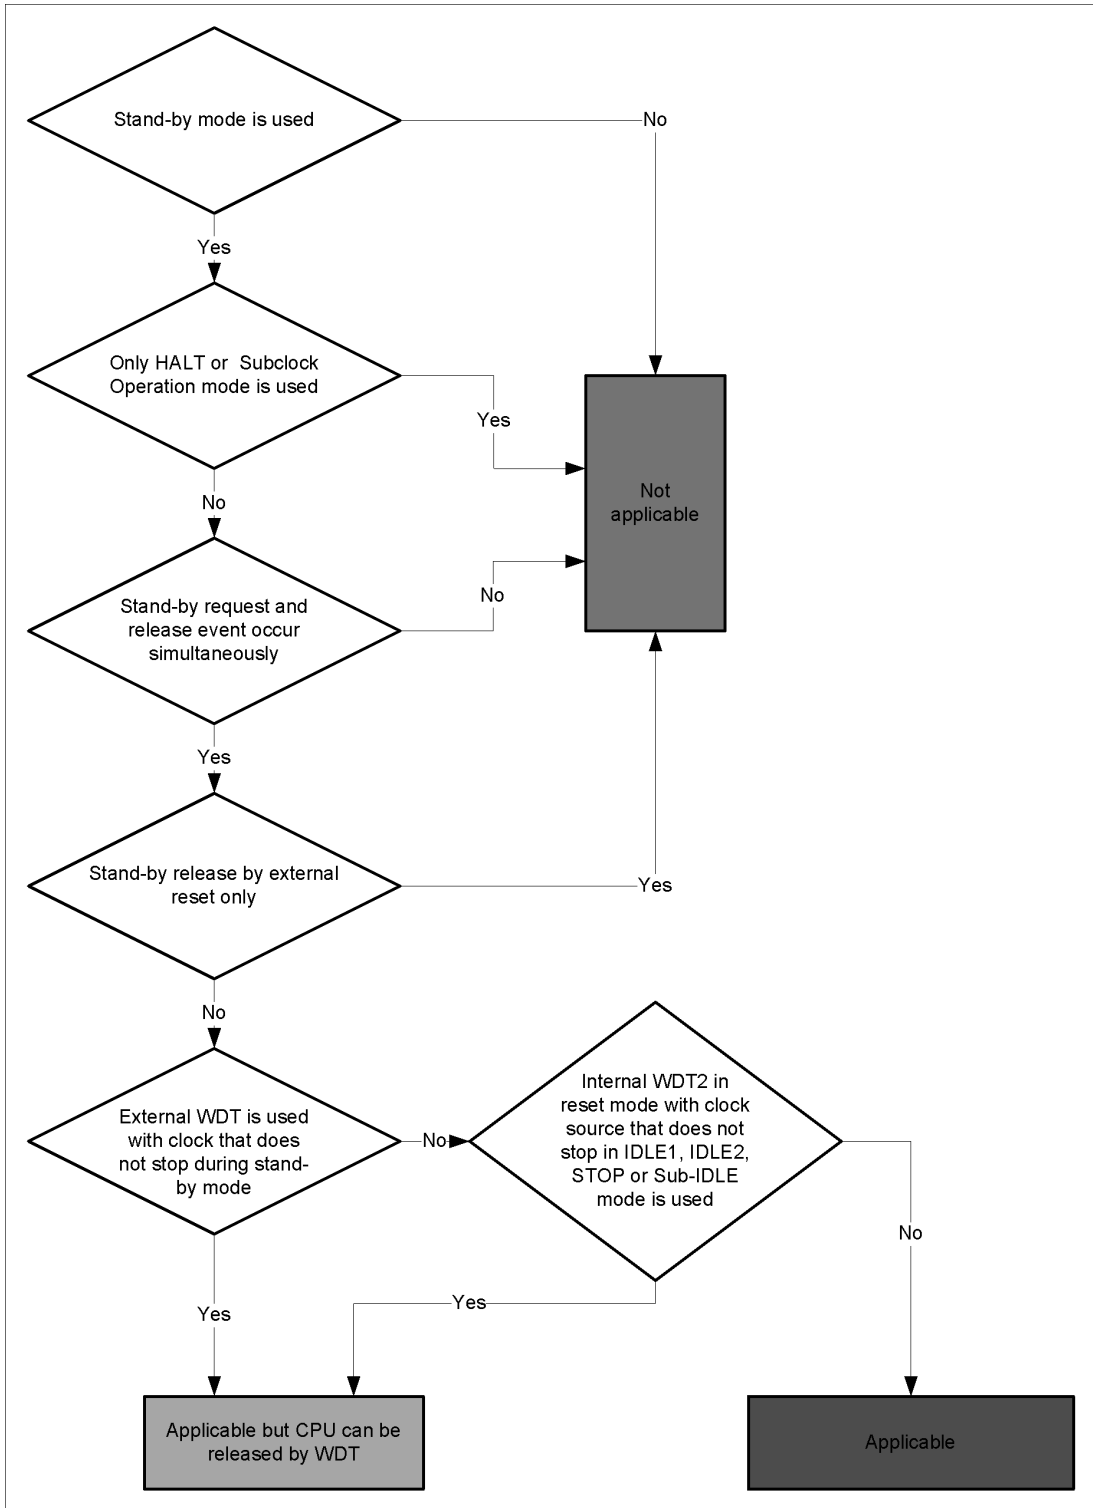 Stand-by mode is used
No
Yes
Only HALT or  Subclock
Operation mode is used
Yes
Not
applicable
No
Stand-by request and
release event occur
simultaneously
No
Yes
Stand-by release by external
reset only
Yes
No
External WDT is used
with clock that does
not stop during stand-
by mode
No
Internal WDT2 in
reset mode with clock
source that does not
stop in IDLE1, IDLE2,
STOP or Sub-IDLE
mode is used
No
Yes
Yes
Applicable but CPU can be
released by WDT
Applicable